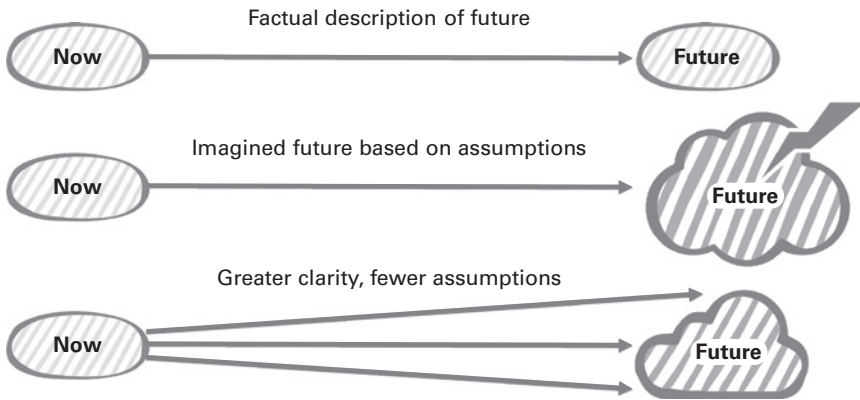 Factual description of future
Now
Future
Imagined future based on assumptions
Now
Future
Greater clarity, fewer assumptions
Now
Future